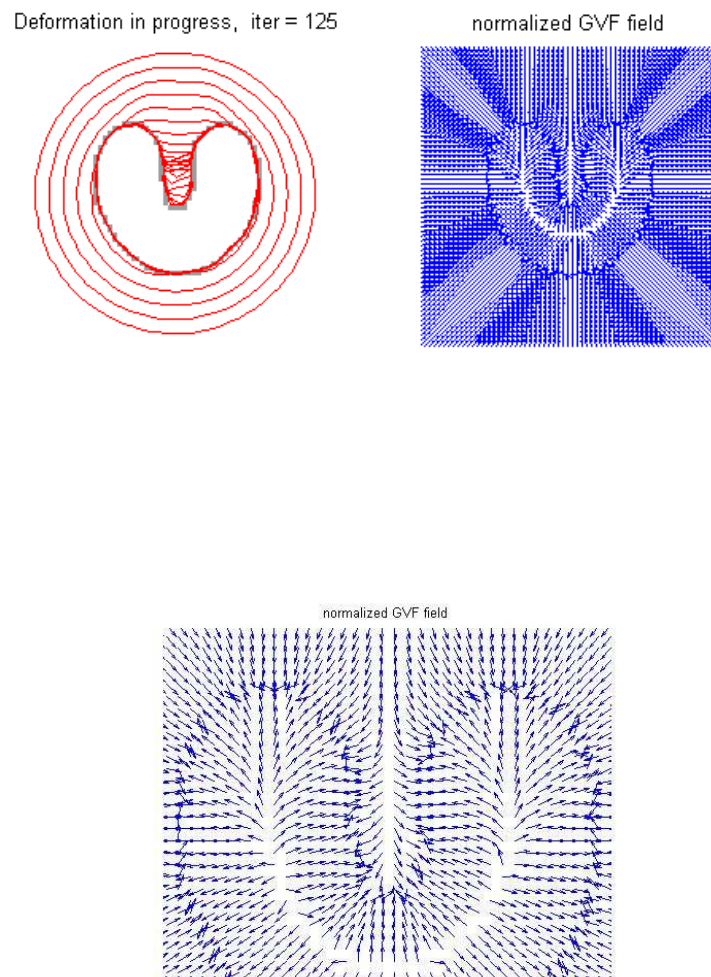 Deformation in progress, iter = 125
normalized GVF field
normalized GVF field